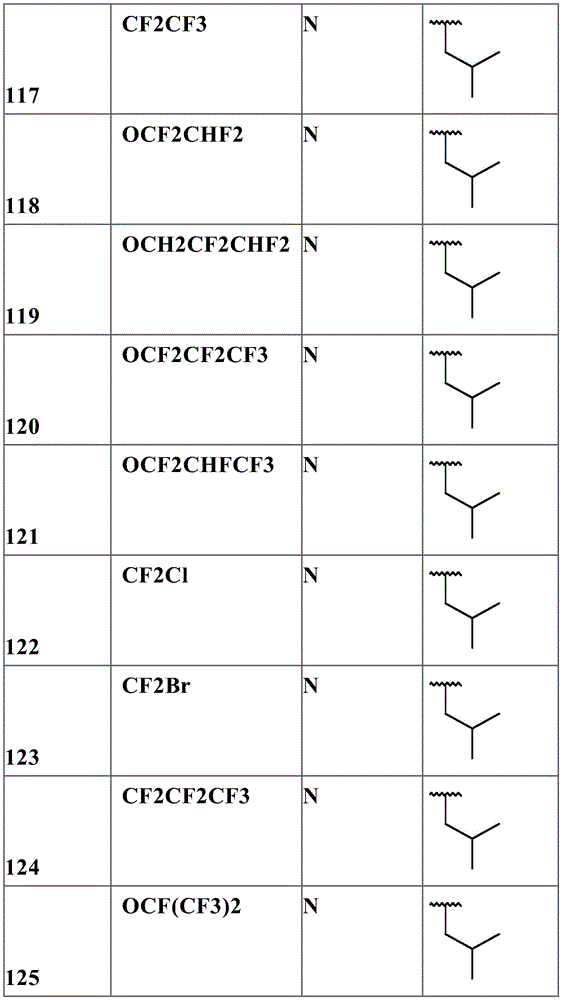 CF2CF3 N
117
OCF2CHF2 N
118
OCH2CF2CHF2 N
119
OCF2CF2CF3 N
120
OCF2CHFCF3 N
121
CF2Cl N
122
CF2Br N
123
CF2CF2CF3 N
124
OCF(CF3)2 N
125